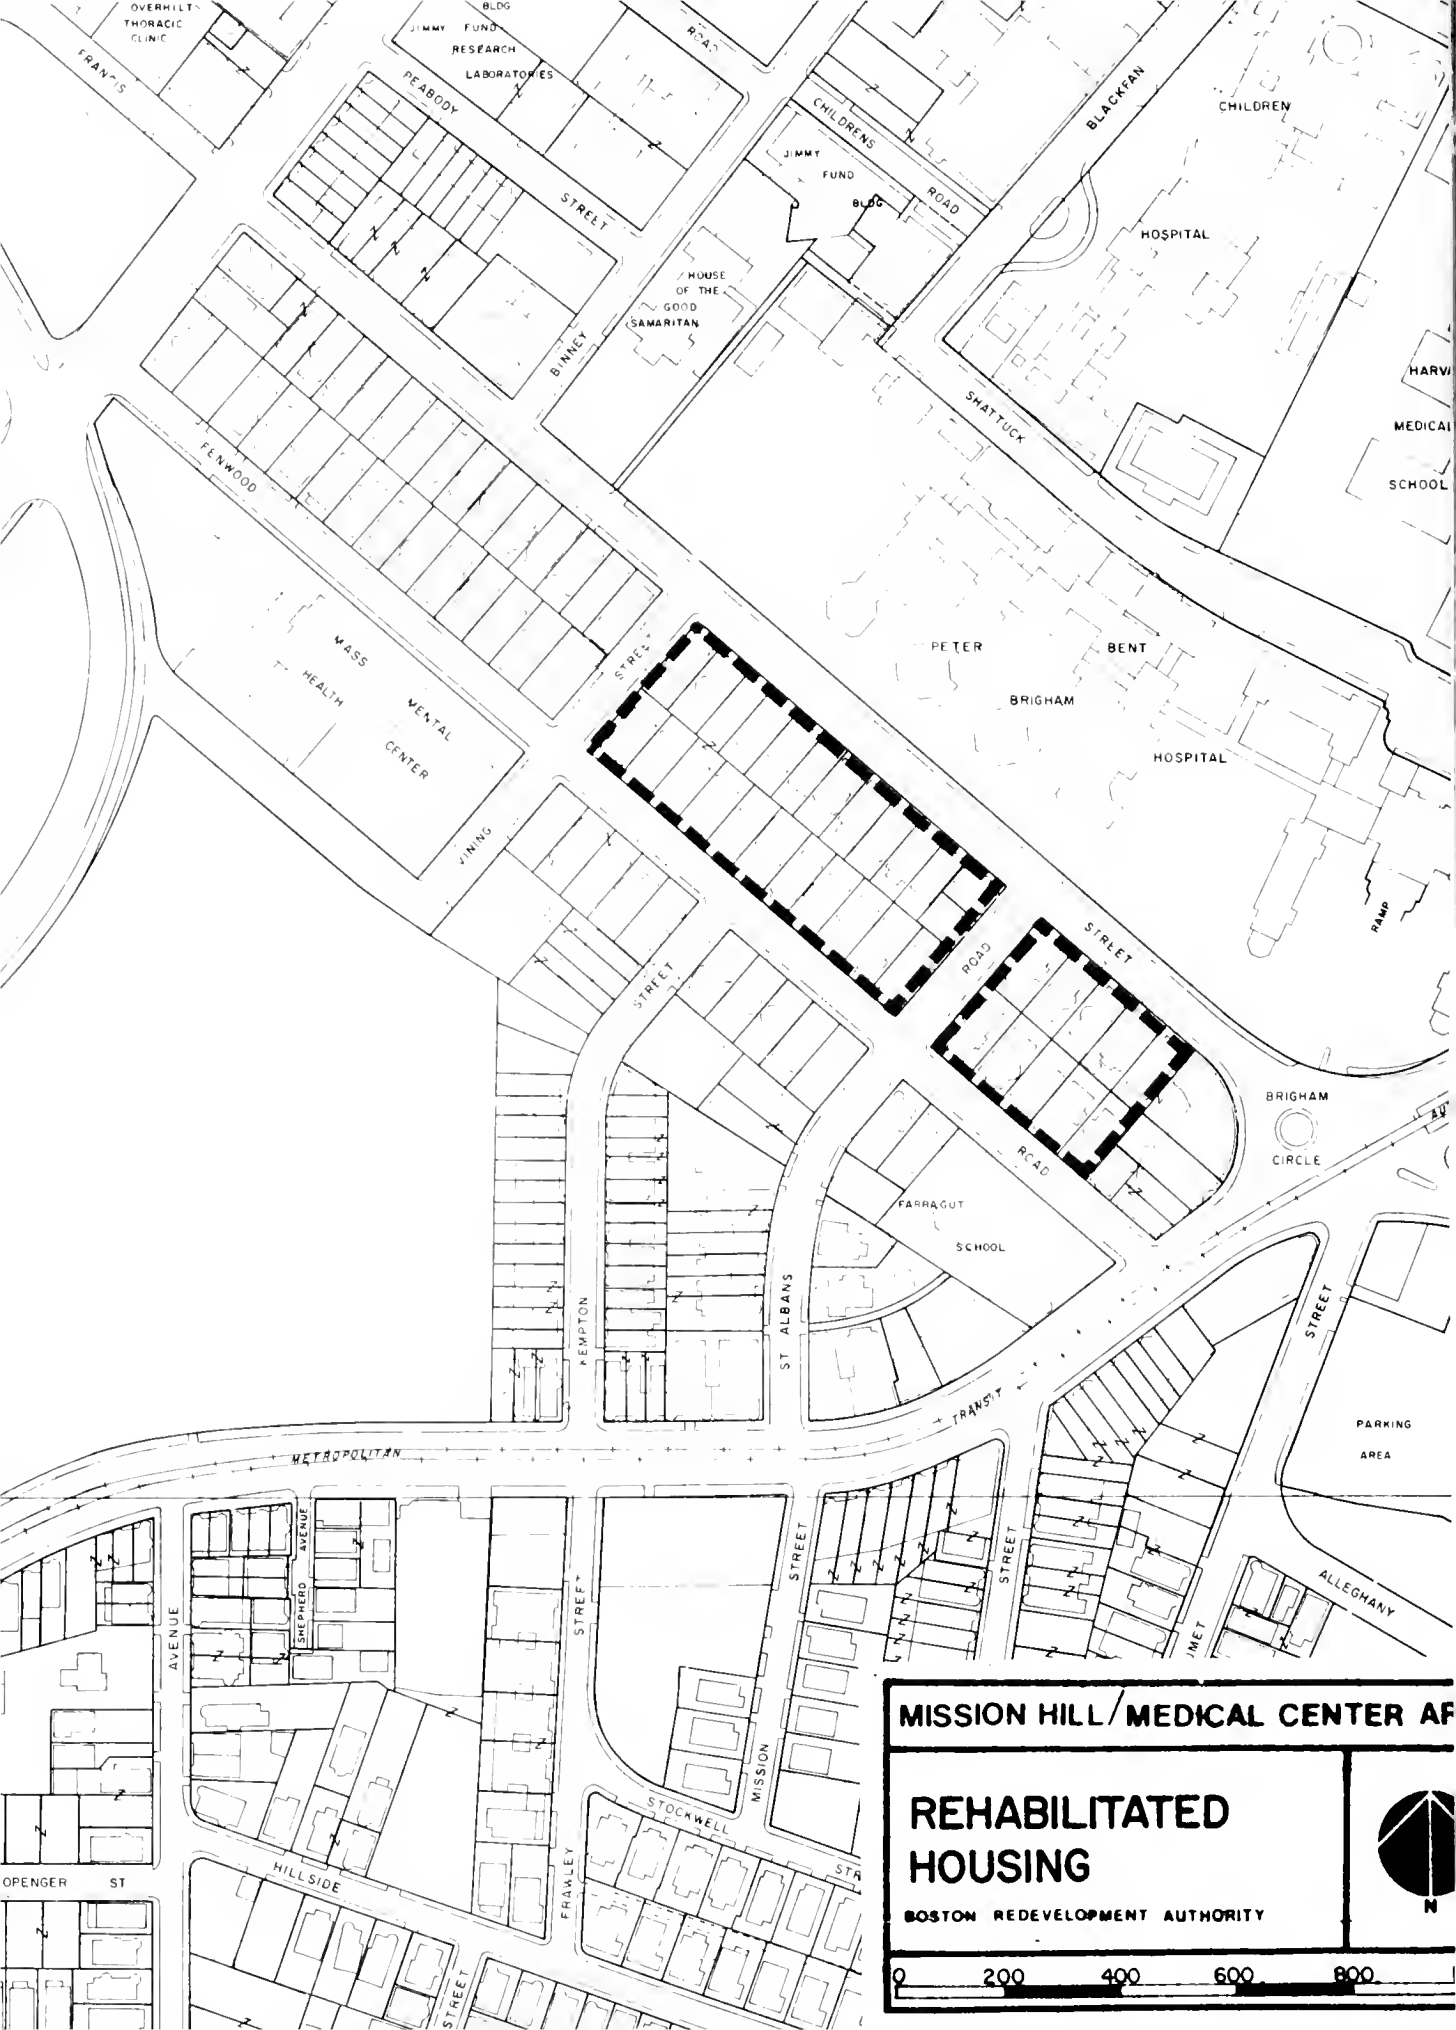 OVERHILT
THORACIC
CLINIC
BLDG
JIMMY FUND
RESEARCH
LABORATORIES
ROAD
FRANCIS
PEABODY
STREET
CHILDRENS
ROAD
BLACKFAN
CHILDREN
HOSPITAL
JIMMY
FUND
BLDG
HOUSE
OF THE
GOOD
SAMARITAN
BINNEY
SHATTUCK
HARV
MEDICAL
SCHOOL
FENWOOD
MASS
MENTAL
HEALTH
CENTER
STREET
PETER BENT
BRIGHAM
HOSPITAL
RAMP
VINING
STREET
ROAD
STREET
BRIGHAM
CIRCLE
AU
ROAD
FARRAGUT
SCHOOL
KEMPTON
ST ALBANS
STREET
METROPOLITAN
TRANSIT
PARKING
AREA
AVENUE
SHEPHERD
AVENUE
STREET
STREET
STREET
ALLEGHANY
UMET
MISSION
STOCKWELL
STR
FRAWLEY
HILLSIDE
OPENGER ST
STREET
MISSION HILL/MEDICAL CENTER AR
REHABILITATED
HOUSING
BOSTON REDEVELOPMENT AUTHORITY
N
0 200 400 600 800